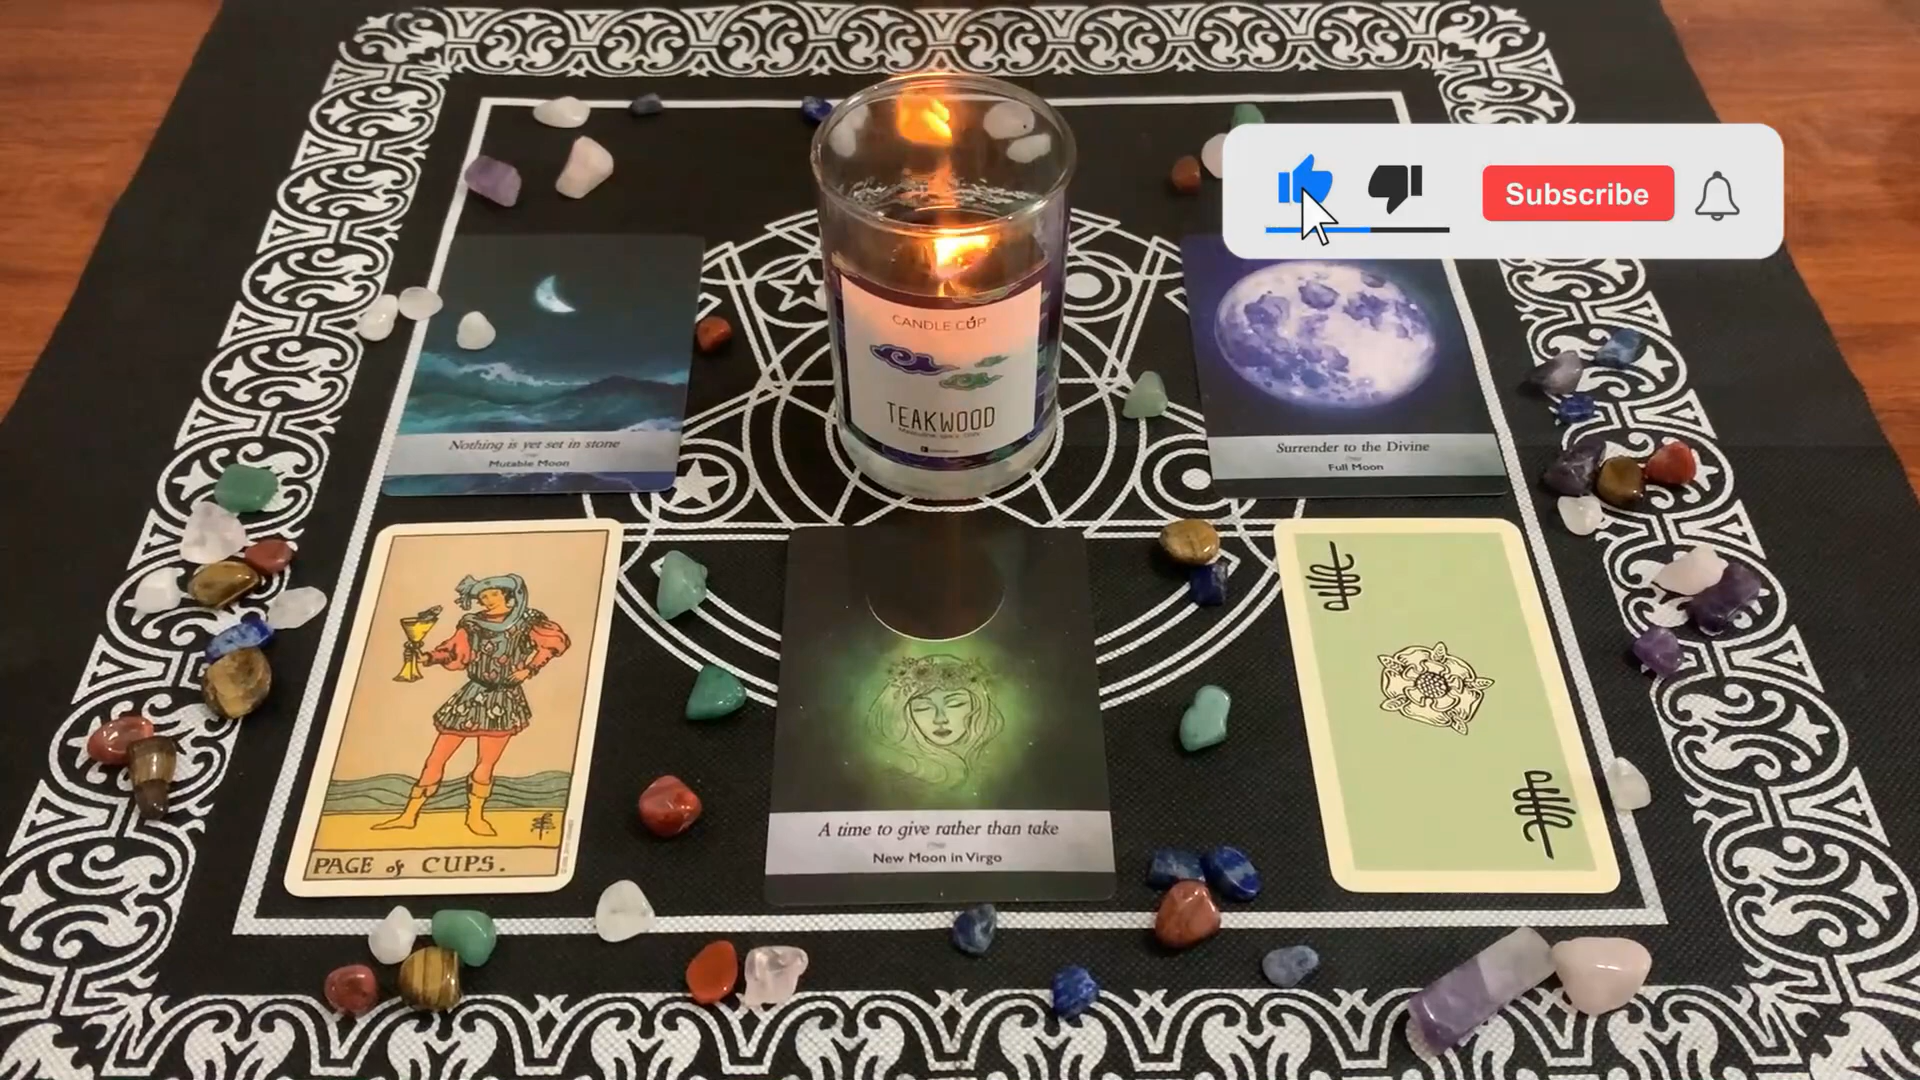 Subscribe
CANDLE CUP
TEAKWOOD
Nothing is yet set in stone
Mutable Moon
Surrender to the Divine
Full Moon
PAGE of CUPS.
A time to give rather than take
New Moon in Virgo